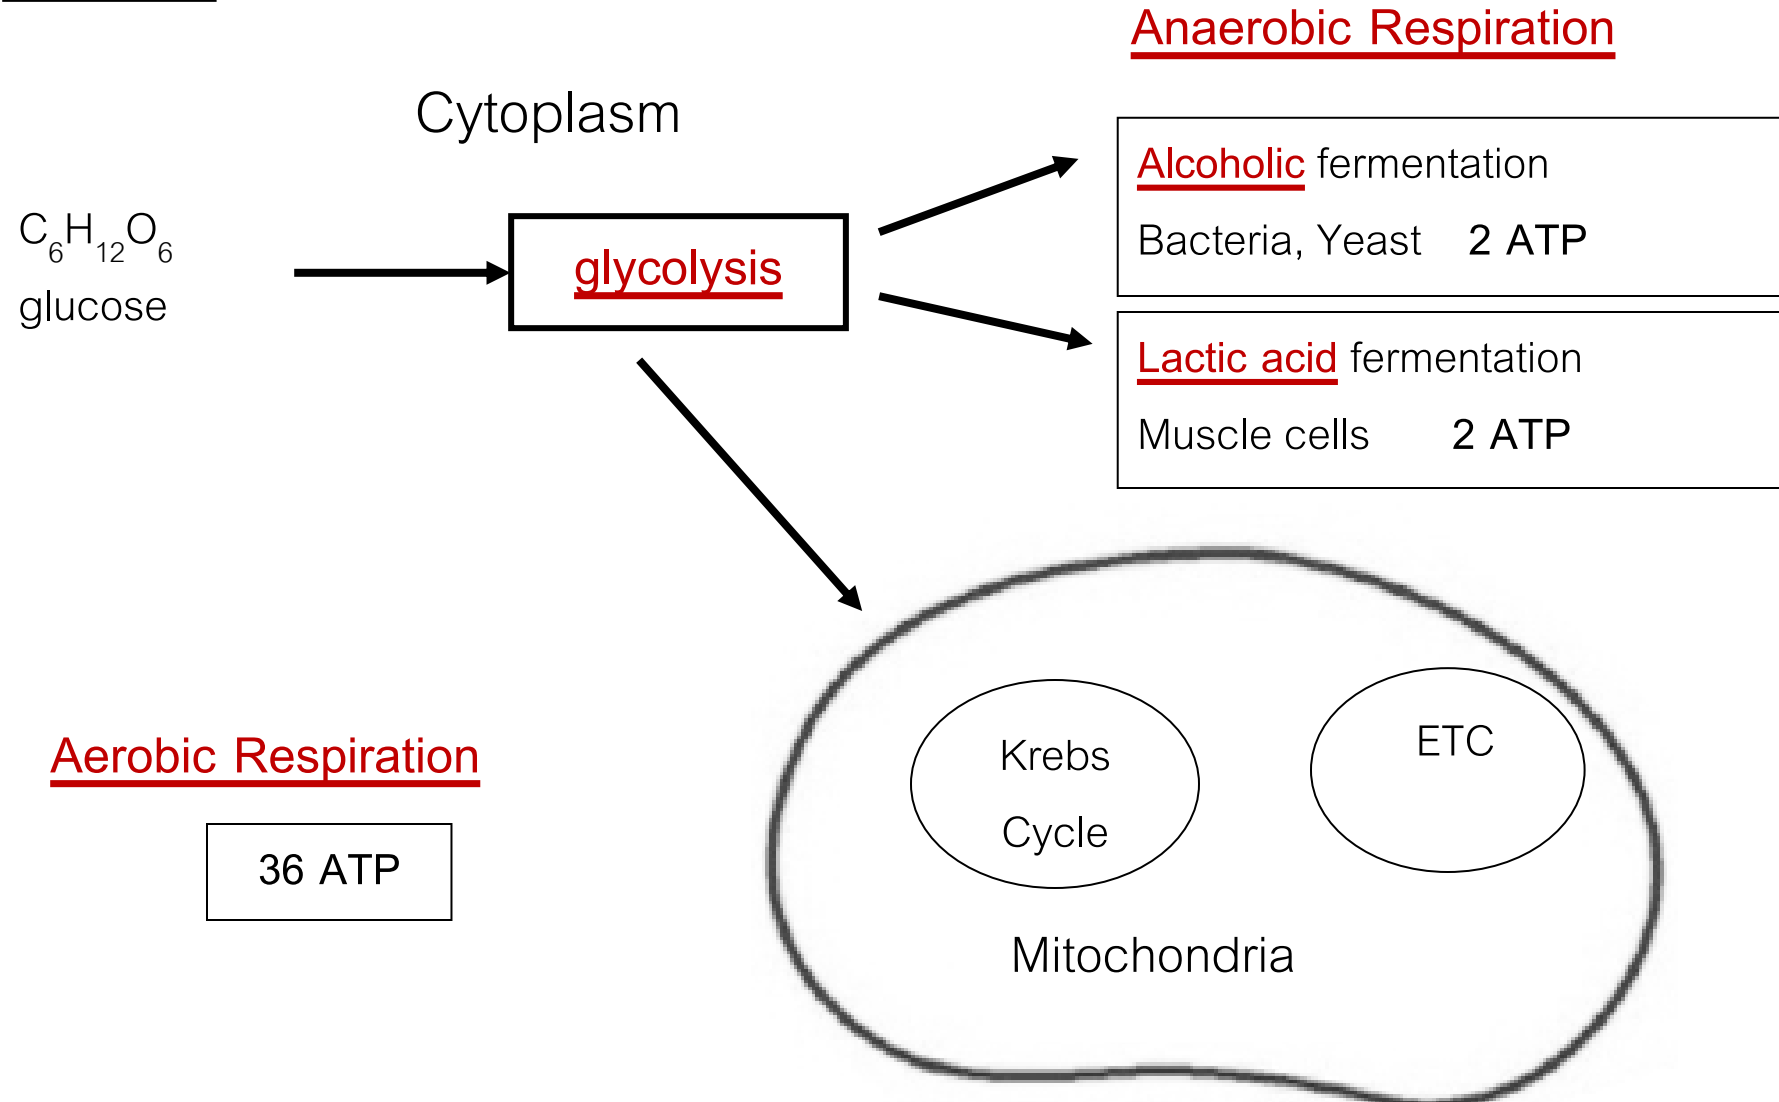 Anaerobic Respiration
Cytoplasm
Alcoholic fermentation
Bacteria, Yeast 2 ATP
C₆H₁₂O₆
glucose
glycolysis
Lactic acid fermentation
Muscle cells 2 ATP
Aerobic Respiration
36 ATP
Krebs
Cycle
ETC
Mitochondria